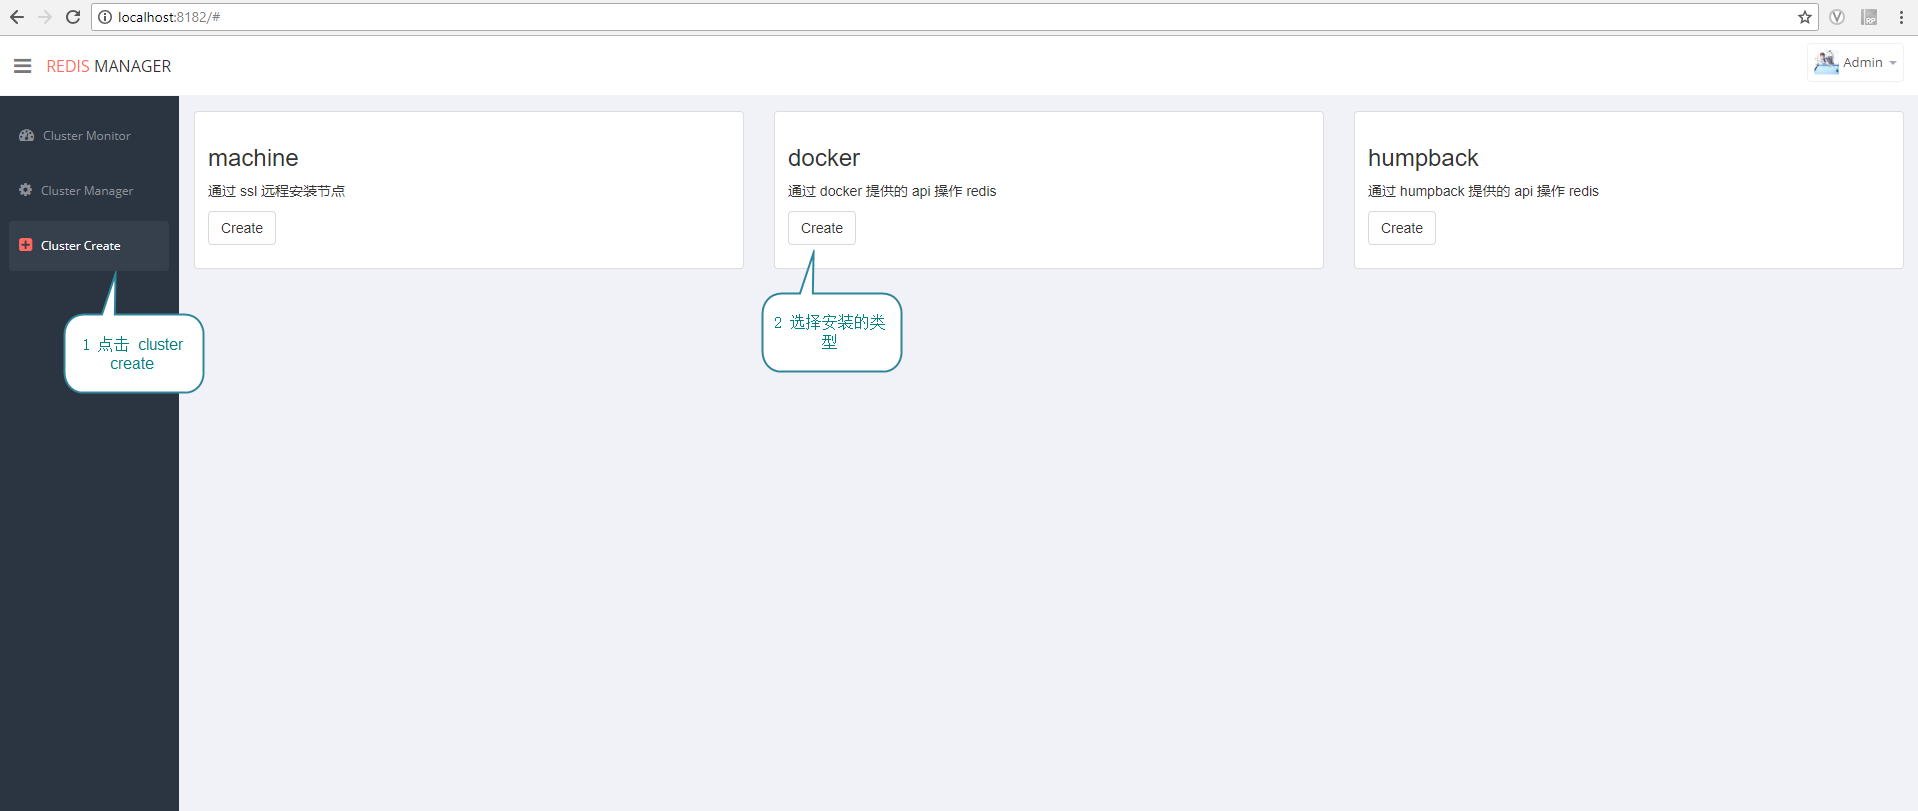 localhost:8182/#
REDIS MANAGER
Admin
Cluster Monitor
Cluster Manager
Cluster Create
machine
通过 ssl 远程安装节点
Create
docker
通过 docker 提供的 api 操作 redis
Create
humpback
通过 humpback 提供的 api 操作 redis
Create
1 点击 cluster
create
2 选择安装的类
型
V
RP